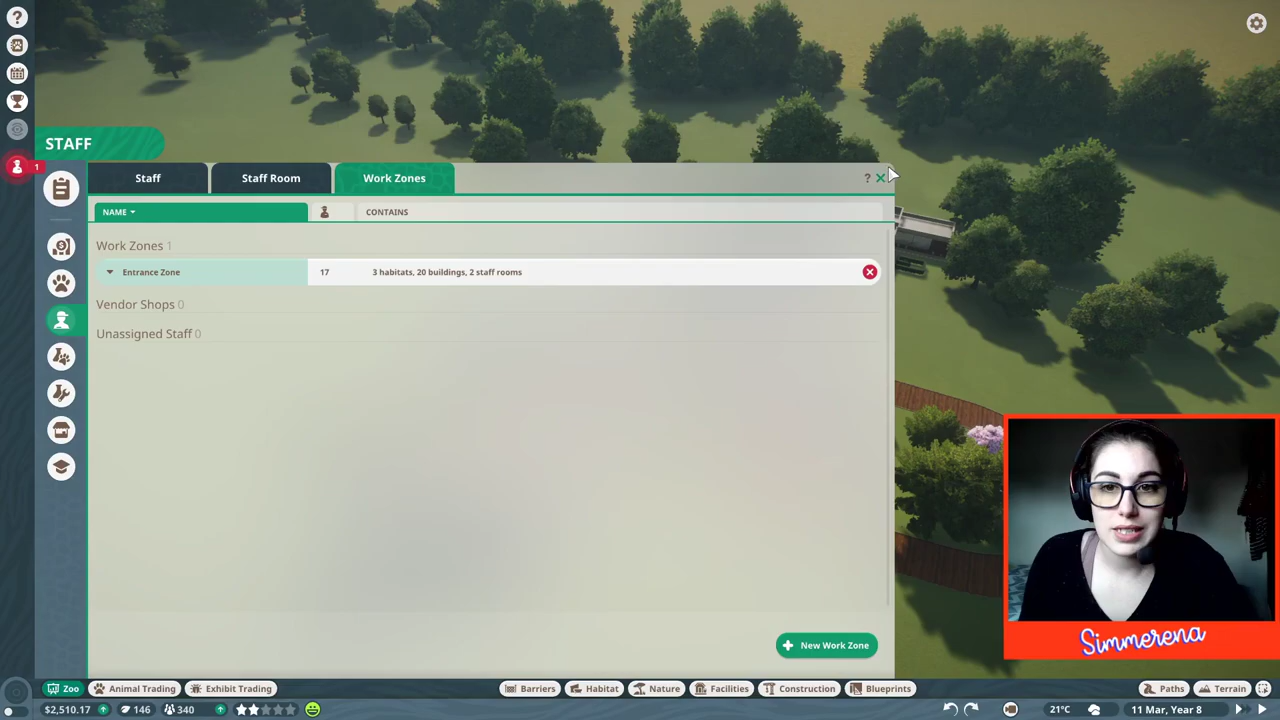 STAFF
1
Staff
Staff Room
Work Zones
? ×
NAME
CONTAINS
Work Zones 1
Entrance Zone
17
3 habitats, 20 buildings, 2 staff rooms
Vendor Shops 0
Unassigned Staff 0
New Work Zone
Simmerena
Zoo
Animal Trading
Exhibit Trading
Barriers
Habitat
Nature
Facilities
Construction
Blueprints
Paths
Terrain
$2,510.17
146
340
21°C
11 Mar, Year 8